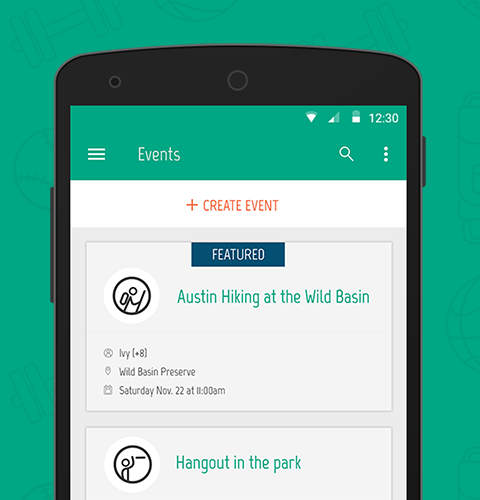 12:30
Events
+ CREATE EVENT
FEATURED
Austin Hiking at the Wild Basin
Ivy (+8)
Wild Basin Preserve
Saturday Nov. 22 at 11:00am
Hangout in the park